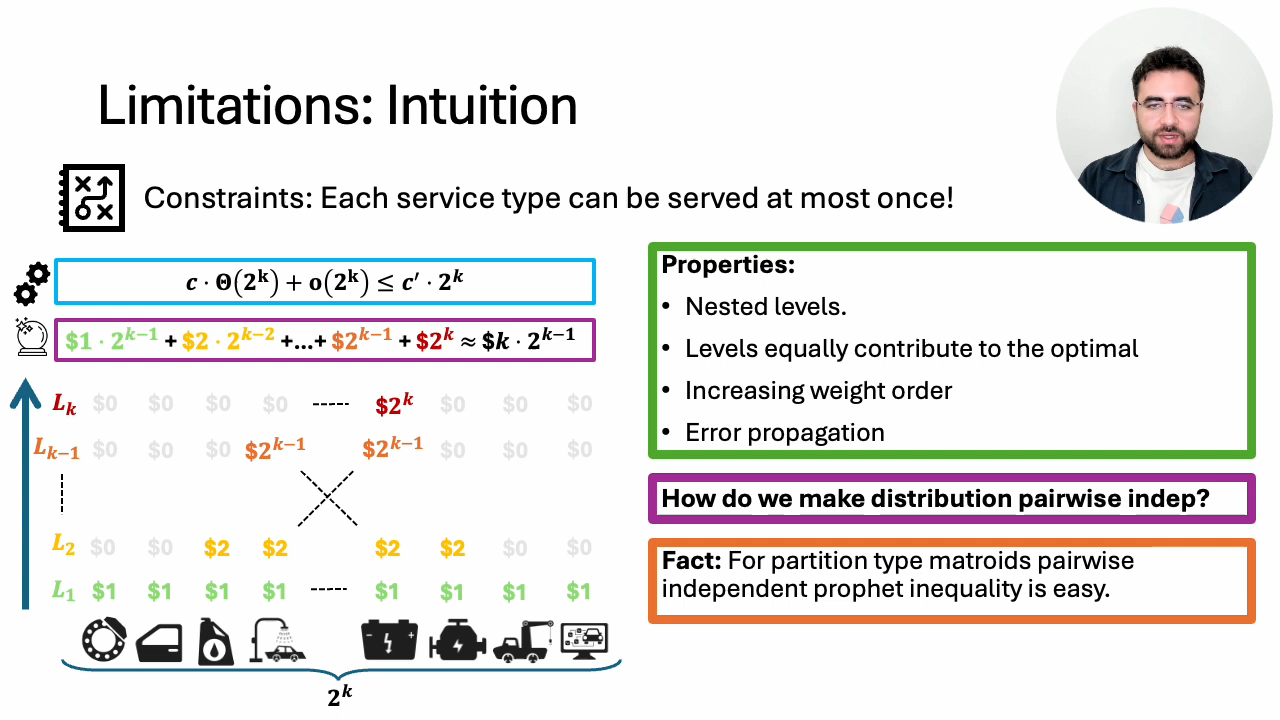 Limitations: Intuition
Constraints: Each service type can be served at most once!
c · Θ(2^k) + o(2^k) ≤ c′ · 2^k
$1 · 2^{k−1} + $2 · 2^{k−2} +...+ $2^{k−1} + $2^k ≈ $k · 2^{k−1}
L_k $0 $0 $0 $0 ----- $2^k $0 $0 $0
L_{k−1} $0 $0 $0 $2^{k−1} $2^{k−1} $0 $0 $0
L_2 $0 $0 $2 $2 $2 $2 $0 $0
L_1 $1 $1 $1 $1 ----- $1 $1 $1 $1
2^k
Properties:
• Nested levels.
• Levels equally contribute to the optimal
• Increasing weight order
• Error propagation
How do we make distribution pairwise indep?
Fact: For partition type matroids pairwise
independent prophet inequality is easy.